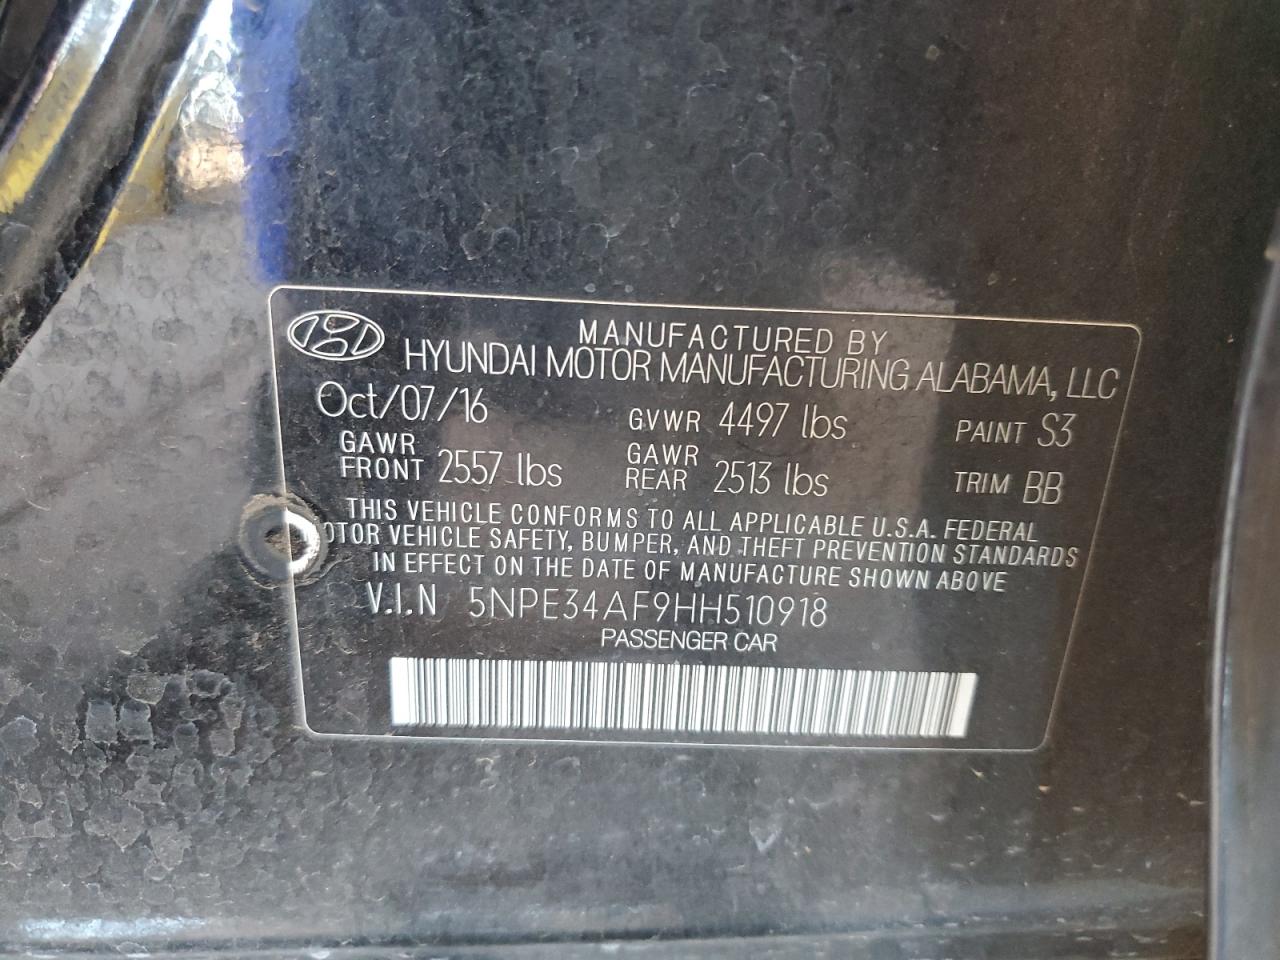 MANUFACTURED BY
HYUNDAI MOTOR MANUFACTURING ALABAMA, LLC
Oct/07/16 GVWR 4497 lbs PAINT S3
GAWR FRONT 2557 lbs GAWR REAR 2513 lbs TRIM BB
THIS VEHICLE CONFORMS TO ALL APPLICABLE U.S.A. FEDERAL
OTOR VEHICLE SAFETY, BUMPER, AND THEFT PREVENTION STANDARDS
IN EFFECT ON THE DATE OF MANUFACTURE SHOWN ABOVE
V.I.N 5NPE34AF9HH510918
PASSENGER CAR